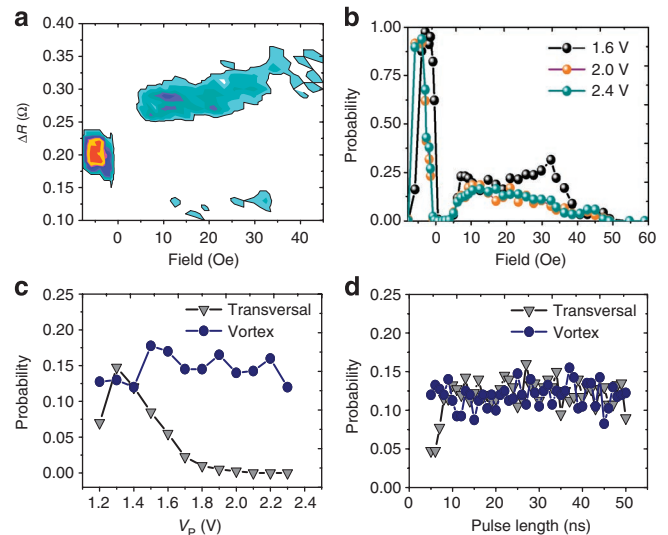 a
0.40
0.35
0.30
0.25
0.20
0.15
0.10
ΔR (Ω)
0
10
20
30
40
Field (Oe)
b
1.00
0.75
0.50
0.25
0.00
Probability
1.6 V
2.0 V
2.4 V
0
10
20
30
40
50
60
Field (Oe)
c
0.25
0.20
0.15
0.10
0.05
0.00
Probability
Transversal
Vortex
1.2
1.4
1.6
1.8
2.0
2.2
2.4
VP (V)
d
0.25
0.20
0.15
0.10
0.05
0.00
Probability
Transversal
Vortex
0
10
20
30
40
50
Pulse length (ns)